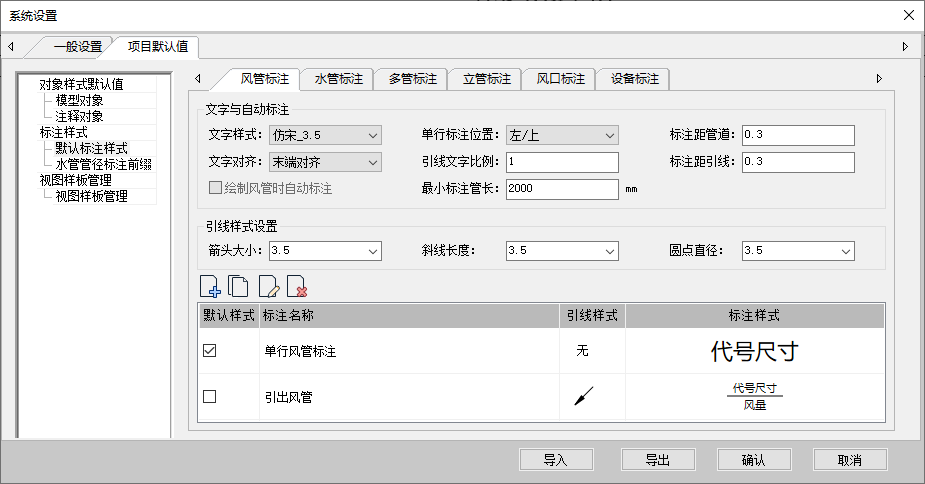 系统设置
一般设置 项目默认值
对象样式默认值
模型对象
注释对象
标注样式
默认标注样式
水管管径标注前缀
视图样板管理
视图样板管理
风管标注 水管标注 多管标注 立管标注 风口标注 设备标注
文字与自动标注
文字样式: 仿宋_3.5 单行标注位置: 左/上 标注距管道: 0.3
文字对齐: 末端对齐 引线文字比例: 1 标注距引线: 0.3
绘制风管时自动标注 最小标注管长: 2000 mm
引线样式设置
箭头大小: 3.5 斜线长度: 3.5 圆点直径: 3.5
默认样式 标注名称 引线样式 标注样式
单行风管标注 无 代号尺寸
引出风管 代号尺寸
风量
导入 导出 确认 取消